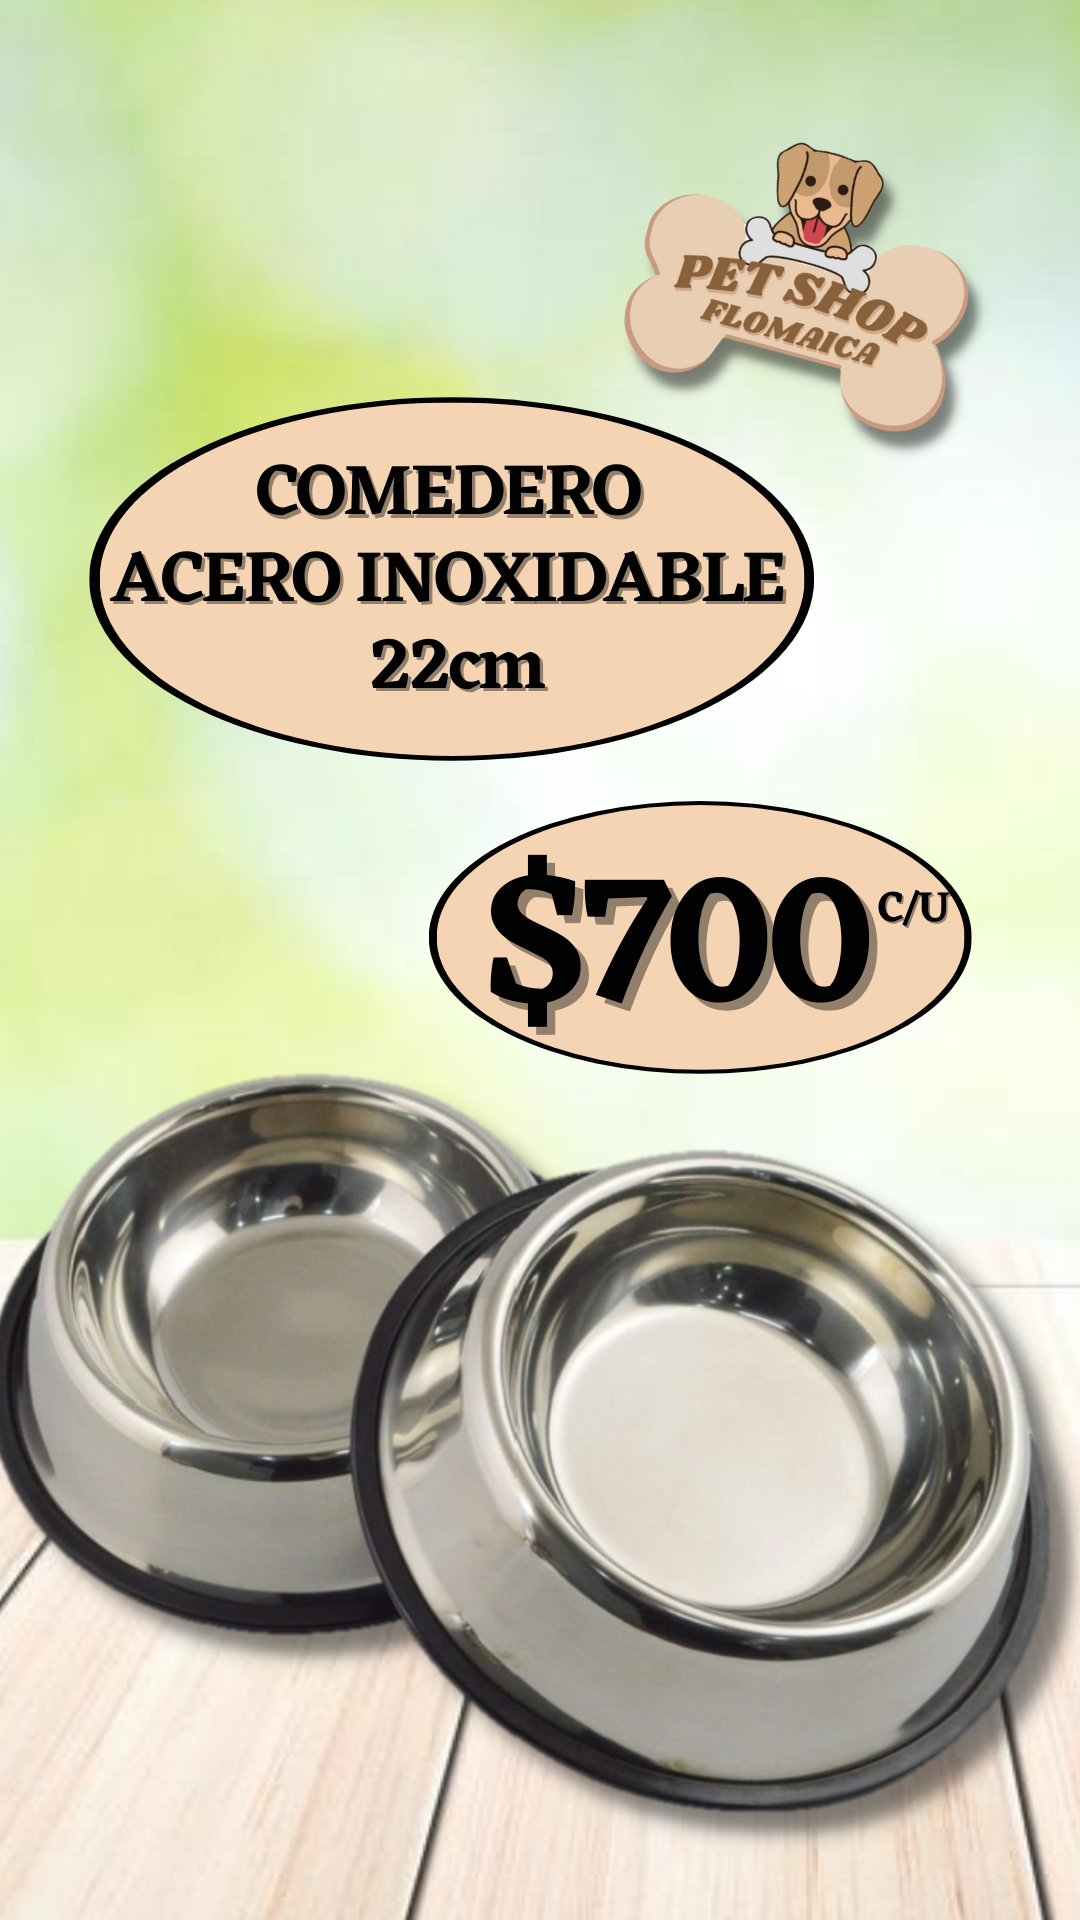 PET SHOP
FLOMAICA
COMEDERO
ACERO INOXIDABLE
22cm
$700 C/U